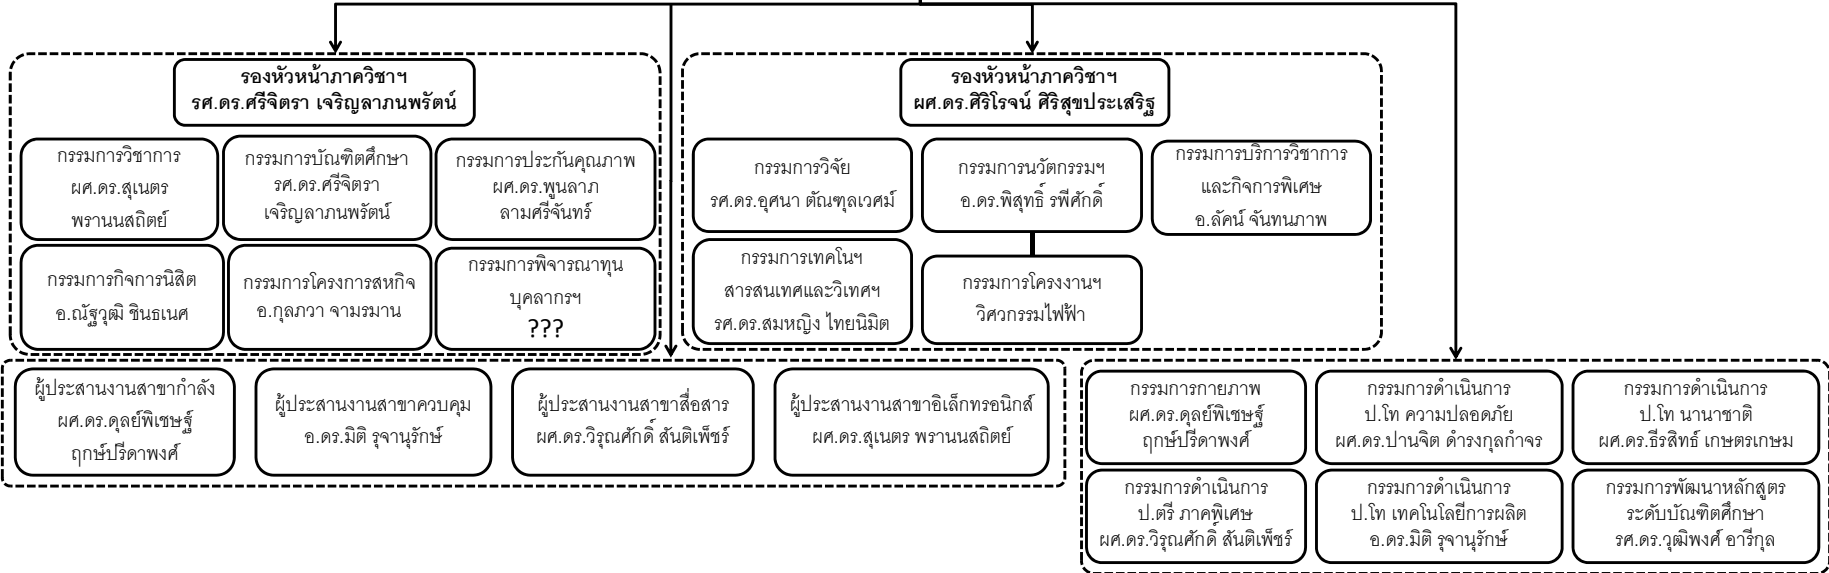 รองหัวหน้าภาควิชาฯ
รศ.ดร.ศรีจิตรา เจริญลาภนพรัตน์
กรรมการวิชาการ
ผศ.ดร.สุเนตร
พรานนสถิตย์
กรรมการบัณฑิตศึกษา
รศ.ดร.ศรีจิตรา
เจริญลาภนพรัตน์
กรรมการประกันคุณภาพ
ผศ.ดร.พูนลาภ
ลามศรีจันทร์
กรรมการกิจการนิสิต
อ.ณัฐวุฒิ ชินธเนศ
กรรมการโครงการสหกิจ
อ.กุลภวา จามรมาน
กรรมการพิจารณาทุน
บุคลากรฯ
???
รองหัวหน้าภาควิชาฯ
ผศ.ดร.ศิริโรจน์ ศิริสุขประเสริฐ
กรรมการวิจัย
รศ.ดร.อุศนา ตัณฑุลเวศม์
กรรมการนวัตกรรมฯ
อ.ดร.พิสุทธิ์ รพีศักดิ์
กรรมการบริการวิชาการ
และกิจการพิเศษ
อ.ลัคน์ จันทนภาพ
กรรมการเทคโนฯ
สารสนเทศและวิเทศฯ
รศ.ดร.สมหญิง ไทยนิมิต
กรรมการโครงงานฯ
วิศวกรรมไฟฟ้า
ผู้ประสานงานสาขากำลัง
ผศ.ดร.ดุลย์พิเชษฐ์
ฤกษ์ปรีดาพงศ์
ผู้ประสานงานสาขาควบคุม
อ.ดร.มิติ รุจานุรักษ์
ผู้ประสานงานสาขาสื่อสาร
ผศ.ดร.วิรุณศักดิ์ สันติเพ็ชร์
ผู้ประสานงานสาขาอิเล็กทรอนิกส์
ผศ.ดร.สุเนตร พรานนสถิตย์
กรรมการกายภาพ
ผศ.ดร.ดุลย์พิเชษฐ์
ฤกษ์ปรีดาพงศ์
กรรมการดำเนินการ
ป.โท ความปลอดภัย
ผศ.ดร.ปานจิต ดำรงกุลกำจร
กรรมการดำเนินการ
ป.โท นานาชาติ
ผศ.ดร.ธีรสิทธ์ เกษตรเกษม
กรรมการดำเนินการ
ป.ตรี ภาคพิเศษ
ผศ.ดร.วิรุณศักดิ์ สันติเพ็ชร์
กรรมการดำเนินการ
ป.โท เทคโนโลยีการผลิต
อ.ดร.มิติ รุจานุรักษ์
กรรมการพัฒนาหลักสูตร
ระดับบัณฑิตศึกษา
รศ.ดร.วุฒิพงศ์ อารีกุล